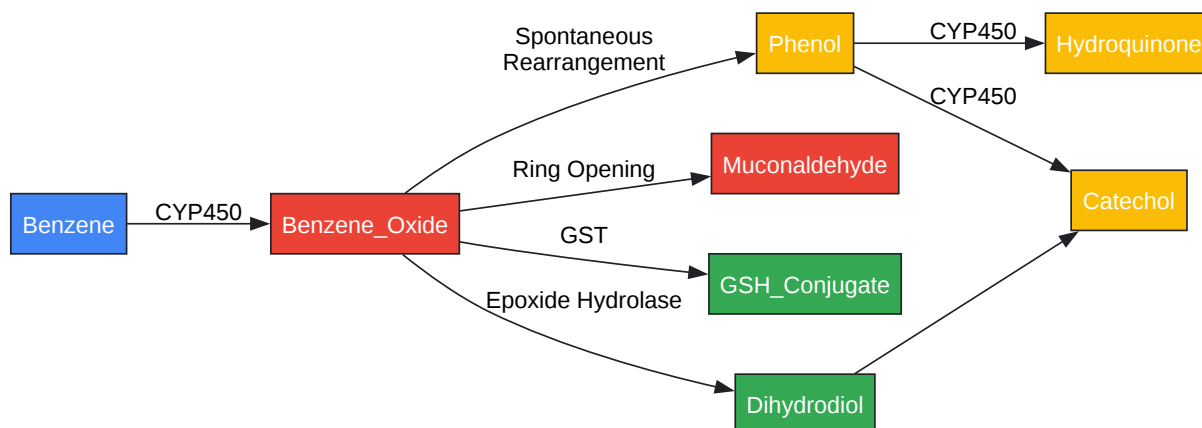 Spontaneous
Rearrangement
Phenol
CYP450
Hydroquinone
CYP450
Ring Opening
Muconaldehyde
Benzene
CYP450
Benzene_Oxide
Catechol
GST
GSH_Conjugate
Epoxide Hydrolase
Dihydrodiol